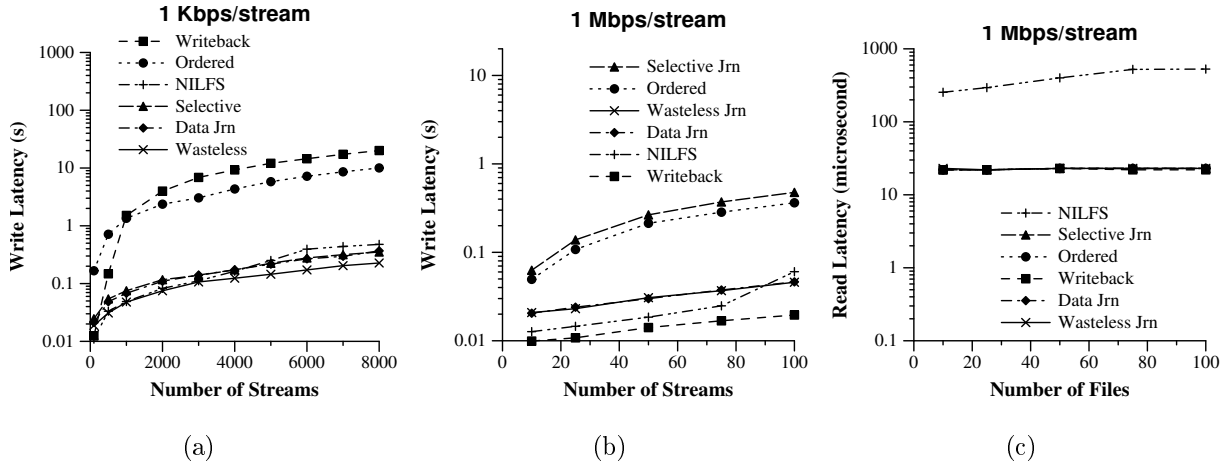 1 Kbps/stream
Writeback
Ordered
NILFS
Selective
Data Jrn
Wasteless
1000
100
10
1
0.1
0.01
Write Latency (s)
0
2000
4000
6000
8000
Number of Streams
(a)
1 Mbps/stream
Selective Jrn
Ordered
Wasteless Jrn
Data Jrn
NILFS
Writeback
10
1
0.1
0.01
Write Latency (s)
0
20
40
60
80
100
Number of Streams
(b)
1 Mbps/stream
NILFS
Selective Jrn
Ordered
Writeback
Data Jrn
Wasteless Jrn
1000
100
10
1
0.1
Read Latency (microsecond)
0
20
40
60
80
100
Number of Files
(c)